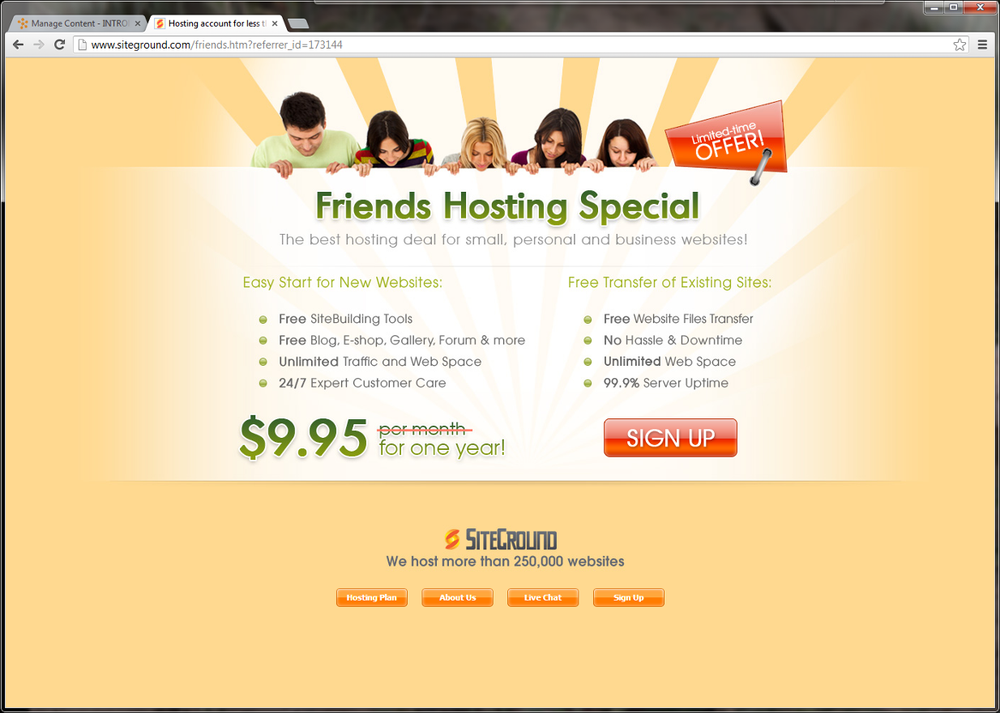 Manage Content - INTRO
Hosting account for less t
www.siteground.com/friends.htm?referrer_id=173144
Limited-time
OFFER!
Friends Hosting Special
The best hosting deal for small, personal and business websites!
Easy Start for New Websites:
Free SiteBuilding Tools
Free Blog, E-shop, Gallery, Forum & more
Unlimited Traffic and Web Space
24/7 Expert Customer Care
Free Transfer of Existing Sites:
Free Website Files Transfer
No Hassle & Downtime
Unlimited Web Space
99.9% Server Uptime
$9.95 per month
for one year!
SIGN UP
SITEGROUND
We host more than 250,000 websites
Hosting Plan About Us Live Chat Sign Up